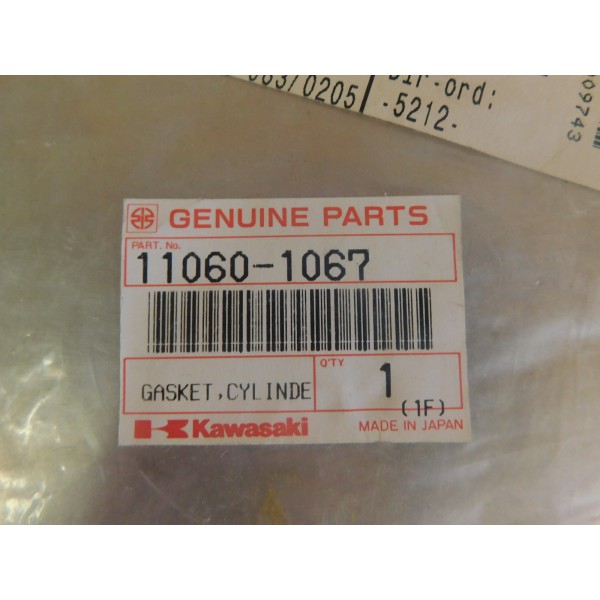 Dir-ord:
0205
-5212-
09743
GENUINE PARTS
PART. No.
11060-1067
GASKET,CYLINDE
Q'TY
1
(1F)
Kawasaki
MADE IN JAPAN